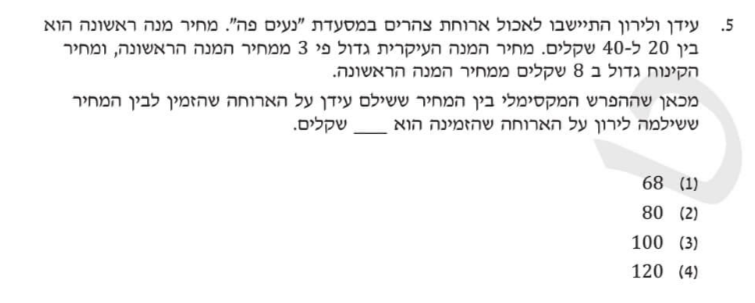 5. עידן ולירון התיישבו לאכול ארוחת צהרים במסעדת "נעים פה". מחיר מנה ראשונה הוא
בין 20 ל-40 שקלים. מחיר המנה העיקרית גדול פי 3 ממחיר המנה הראשונה, ומחיר
הקינוח גדול ב 8 שקלים ממחיר המנה הראשונה.
מכאן שההפרש המקסימלי בין המחיר ששילם עידן על הארוחה שהזמין לבין המחיר
ששילמה לירון על הארוחה שהזמינה הוא ____ שקלים.
(1) 68
(2) 80
(3) 100
(4) 120